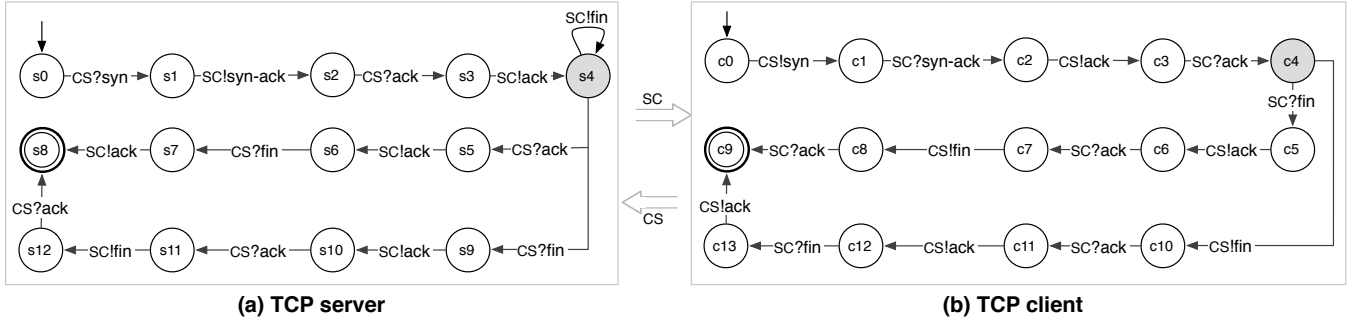 SC!fin
s0 CS?syn s1 SC!syn-ack s2 CS?ack s3 SC!ack s4
s8 SC!ack s7 CS?fin s6 SC!ack s5 CS?ack
CS?ack
s12 SC!fin s11 CS?ack s10 SC!ack s9 CS?fin
(a) TCP server
SC
CS
c0 CS!syn c1 SC?syn-ack c2 CS!ack c3 SC?ack c4
SC?fin
c9 SC?ack c8 CS!fin c7 SC?ack c6 CS!ack c5
CS!ack
c13 SC?fin c12 CS!ack c11 SC?ack c10 CS!fin
(b) TCP client